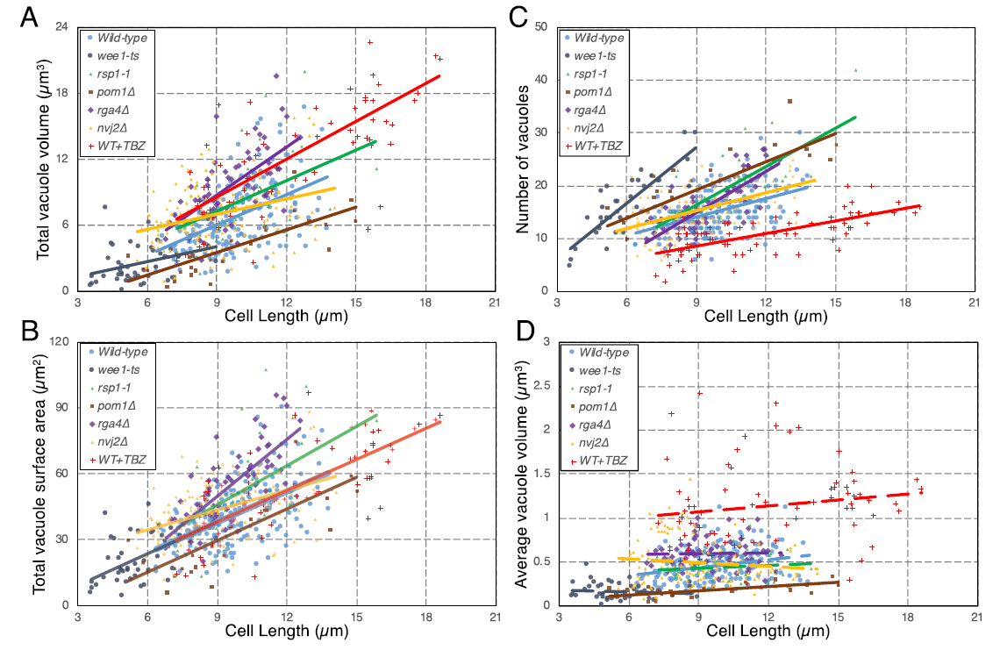 A
Total vacuole volume (µm³)
24
18
12
6
0
Wild-type
wee1-ts
rsp1-1
pom1Δ
rga4Δ
nvj2Δ
WT+TBZ
3 6 9 12 15 18 21
Cell Length (µm)
C
Number of vacuoles
50
40
30
20
10
0
Wild-type
wee1-ts
rsp1-1
pom1Δ
rga4Δ
nvj2Δ
WT+TBZ
3 6 9 12 15 18 21
Cell Length (µm)
B
Total vacuole surface area (µm²)
120
90
60
30
0
Wild-type
wee1-ts
rsp1-1
pom1Δ
rga4Δ
nvj2Δ
WT+TBZ
3 6 9 12 15 18 21
Cell Length (µm)
D
Average vacuole volume (µm³)
3
2.5
2
1.5
1
0.5
0
Wild-type
wee1-ts
rsp1-1
pom1Δ
rga4Δ
nvj2Δ
WT+TBZ
3 6 9 12 15 18 21
Cell Length (µm)